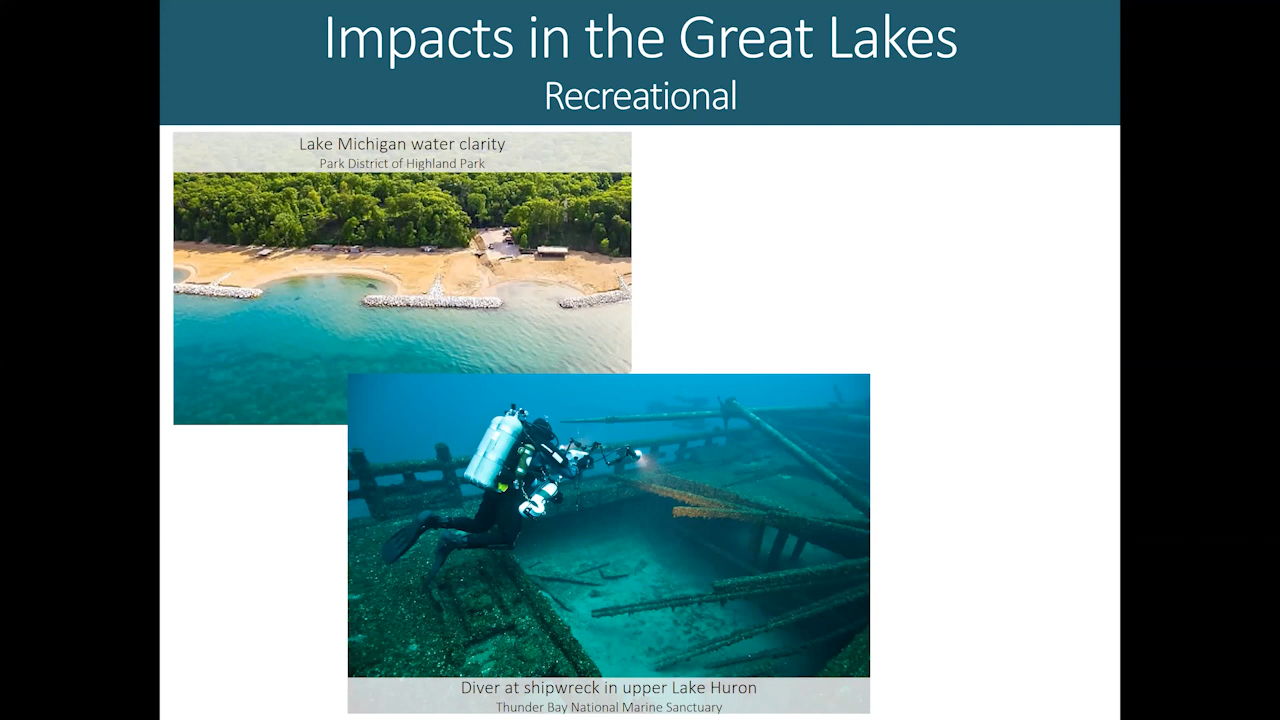 Impacts in the Great Lakes
Recreational
Lake Michigan water clarity
Park District of Highland Park
Diver at shipwreck in upper Lake Huron
Thunder Bay National Marine Sanctuary